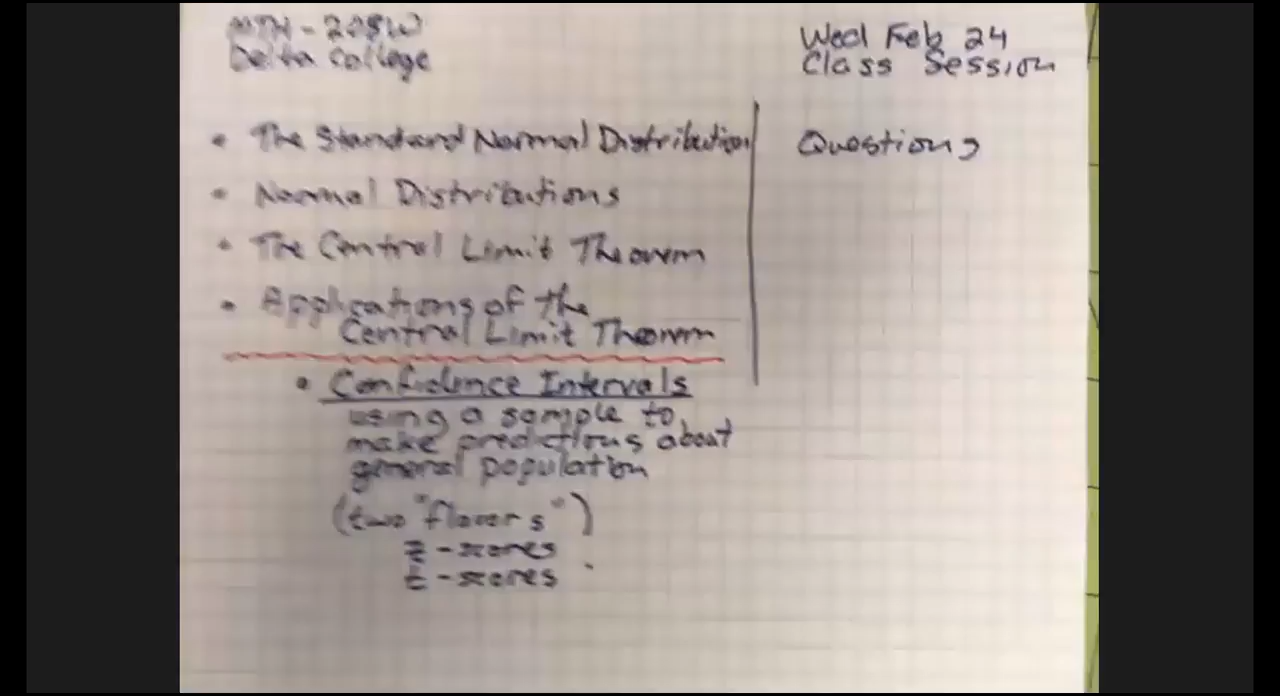 MTH - 208W
Delta College
Wed Feb 24
Class Session
• The Standard Normal Distribution
Questions
• Normal Distributions
• The Central Limit Theorem
• Applications of the
Central Limit Theorem
• Confidence Intervals
using a sample to
make predictions about
general population
(two "flavors")
z - scores
t - scores